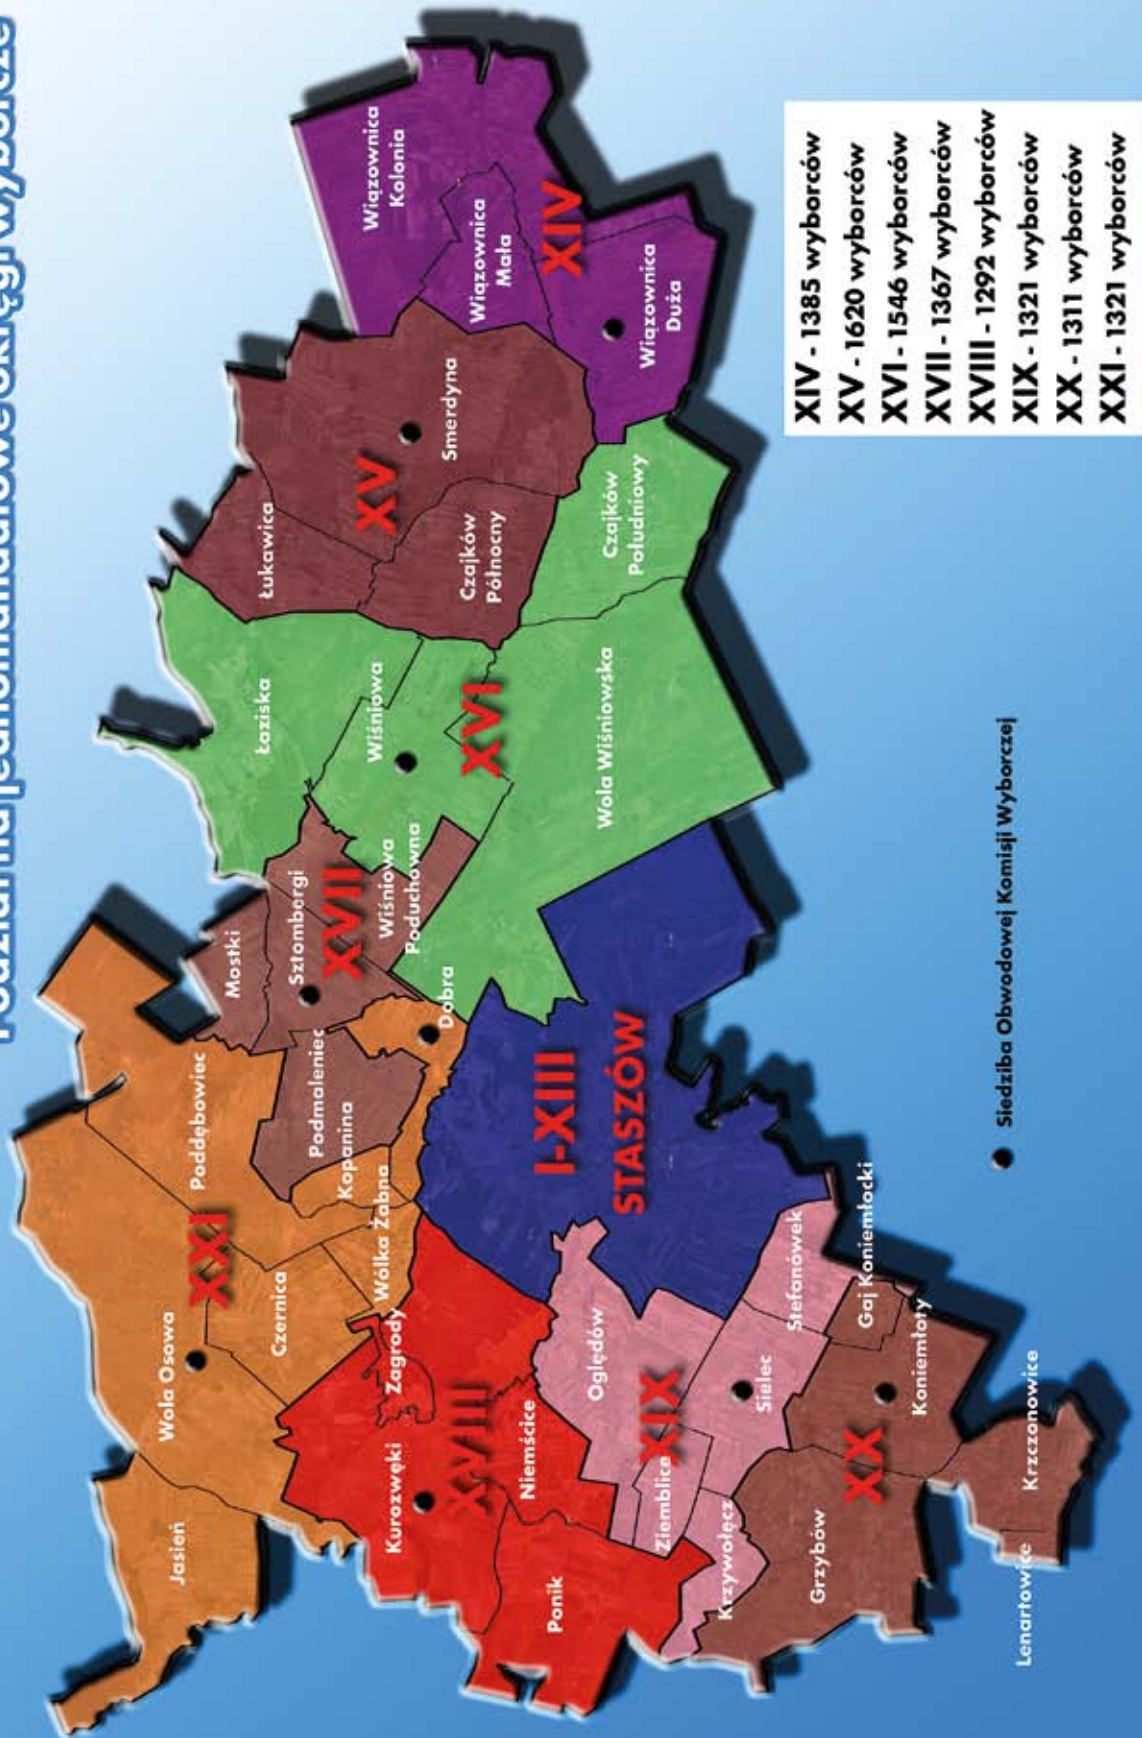 Podział na jednomandatowe okręgi wyborcze
Jasień
Wola Osowa
XXI
Czernica
Poddębowiec
Wólka Żabna
Kopanina
Podmaleniec
Mostki
Sztombergi
XVII
Wiśniowa
Poduchowna
Dobra
Łaziska
Wiśniowa
XVI
Wola Wiśniowska
Czajków
Południowy
Łukawica
XV
Smerdyna
Czajków
Północny
Wiązownica
Kolonia
Wiązownica
Mała
XIV
Wiązownica
Duża
Kurozwęki
Zagrody
XVIII
Niemścice
Ponik
I-XIII
STASZÓW
Oględów
XIX
Ziemblice
Krzywołęcz
Sielec
Stefanówek
Gaj Koniemłocki
Koniemłoty
XX
Grzybów
Lenartowice
Krzczonowice
Siedziba Obwodowej Komisji Wyborczej
XIV - 1385 wyborców
XV - 1620 wyborców
XVI - 1546 wyborców
XVII - 1367 wyborców
XVIII - 1292 wyborców
XIX - 1321 wyborców
XX - 1311 wyborców
XXI - 1321 wyborców